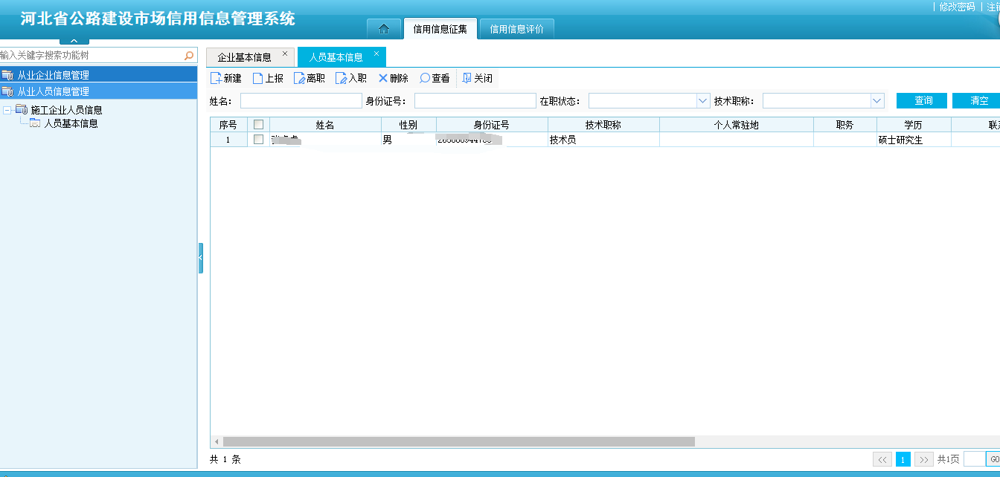 修改密码
河北省公路建设市场信用信息管理系统
信用信息征集 信用信息评价
输入关键字搜索功能树 企业基本信息 × 人员基本信息 ×
从业企业信息管理 新建 上报 离职 入职 删除 查看 关闭
从业人员信息管理 姓名： 身份证号： 在职状态： 技术职称： 查询 清空
施工企业人员信息
人员基本信息
序号 姓名 性别 身份证号 技术职称 个人常驻地 职务 学历
1 男 技术员 硕士研究生
共 1 条 << 1 >> 共1页 GO